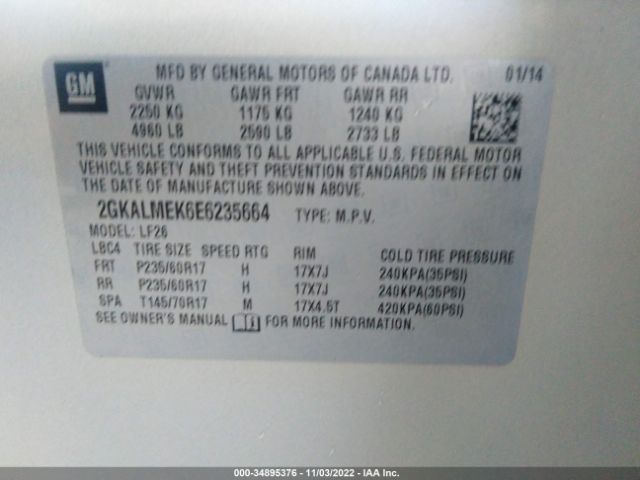 GM
MFD BY GENERAL MOTORS OF CANADA LTD. 01/14
GVWR GAWR FRT GAWR RR
2250 KG 1175 KG 1240 KG
4960 LB 2590 LB 2733 LB
THIS VEHICLE CONFORMS TO ALL APPLICABLE U.S. FEDERAL MOTOR
VEHICLE SAFETY AND THEFT PREVENTION STANDARDS IN EFFECT ON
THE DATE OF MANUFACTURE SHOWN ABOVE.
2GKALMEK6E6235664 TYPE: M.P.V.
MODEL: LF26
L8C4 TIRE SIZE SPEED RTG RIM COLD TIRE PRESSURE
FRT P235/60R17 H 17X7J 240KPA(35PSI)
RR P235/60R17 H 17X7J 240KPA(35PSI)
SPA T145/70R17 M 17X4.5T 420KPA(60PSI)
SEE OWNER'S MANUAL FOR MORE INFORMATION.
000-34895376 - 11/03/2022 - IAA Inc.